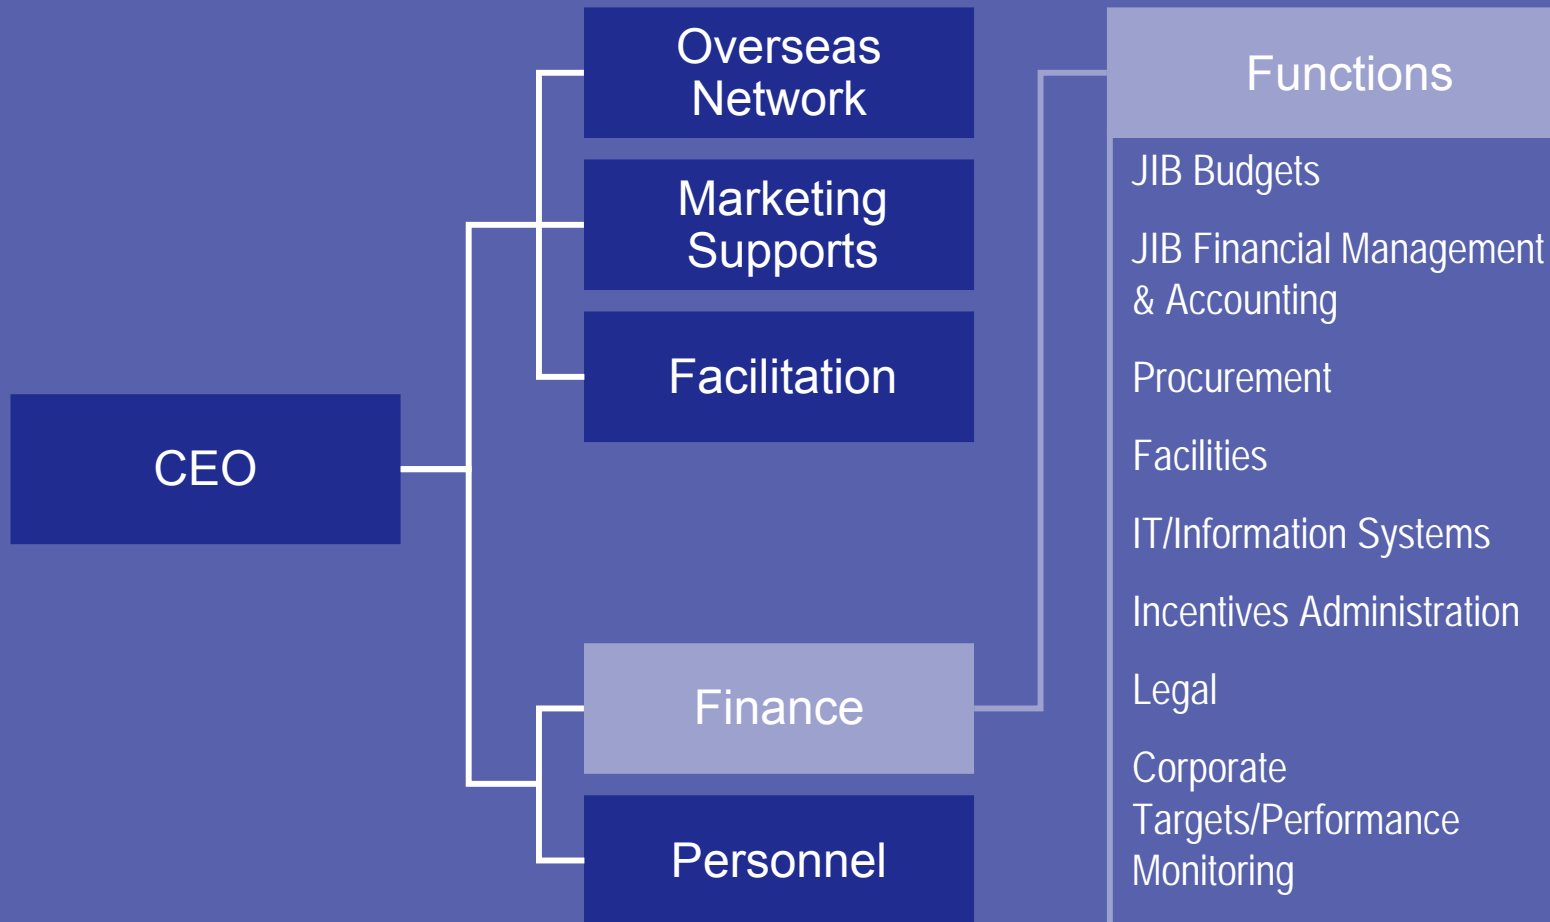 Overseas
Network
Functions
Marketing
Supports
Facilitation
CEO
Finance
Personnel
JIB Budgets
JIB Financial Management
& Accounting
Procurement
Facilities
IT/Information Systems
Incentives Administration
Legal
Corporate
Targets/Performance
Monitoring